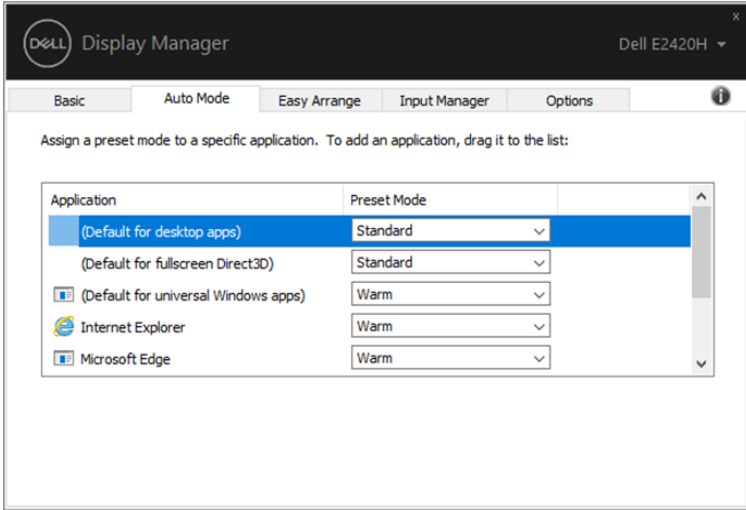 x
DELL Display Manager Dell E2420H
Basic Auto Mode Easy Arrange Input Manager Options
Assign a preset mode to a specific application. To add an application, drag it to the list:
Application Preset Mode
(Default for desktop apps) Standard
(Default for fullscreen Direct3D) Standard
(Default for universal Windows apps) Warm
Internet Explorer Warm
Microsoft Edge Warm